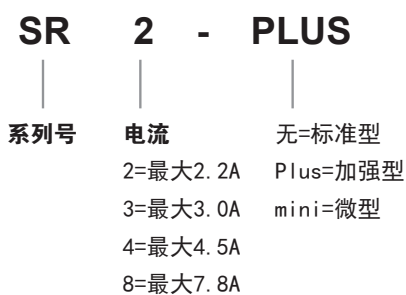 SR 2 - PLUS
系列号 电流 无=标准型
2=最大2.2A Plus=加强型
3=最大3.0A mini=微型
4=最大4.5A
8=最大7.8A